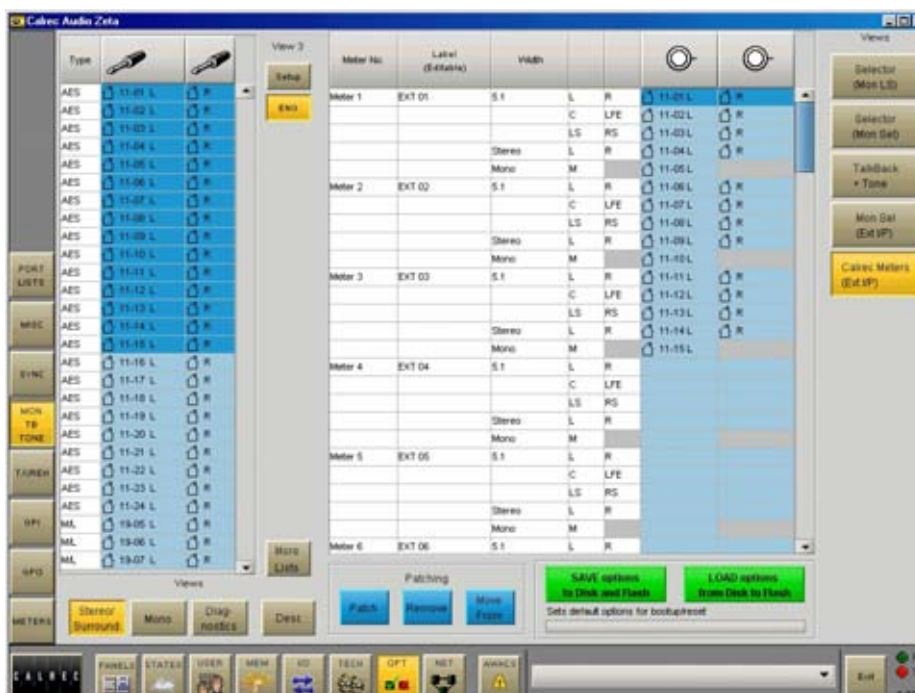 Calrec Audio Zeta
Type
View 3
Setup
ENG
Meter No.
Label
(Editable)
Width
Views
Selector
(Mon LS)
Selector
(Mon Sel)
TalkBack
+ Tone
Mon Sel
(Ext I/P)
Calrec Meters
(Ext I/P)
PORT
LISTS
MISC
SYNC
MON
TB
TONE
TX/REH
GPI
GPO
METERS
AES 11-01 L R
AES 11-02 L R
AES 11-03 L R
AES 11-04 L R
AES 11-05 L R
AES 11-06 L R
AES 11-07 L R
AES 11-08 L R
AES 11-09 L R
AES 11-10 L R
AES 11-11 L R
AES 11-12 L R
AES 11-13 L R
AES 11-14 L R
AES 11-15 L R
AES 11-16 L R
AES 11-17 L R
AES 11-18 L R
AES 11-19 L R
AES 11-20 L R
AES 11-21 L R
AES 11-22 L R
AES 11-23 L R
AES 11-24 L R
M/L 19-05 L R
M/L 19-06 L R
M/L 19-07 L R
Meter 1 EXT 01 5.1 L R 11-01 L R
C LFE 11-02 L R
LS RS 11-03 L R
Stereo L R 11-04 L R
Mono M 11-05 L
Meter 2 EXT 02 5.1 L R 11-06 L R
C LFE 11-07 L R
LS RS 11-08 L R
Stereo L R 11-09 L R
Mono M 11-10 L
Meter 3 EXT 03 5.1 L R 11-11 L R
C LFE 11-12 L R
LS RS 11-13 L R
Stereo L R 11-14 L R
Mono M 11-15 L
Meter 4 EXT 04 5.1 L R
C LFE
LS RS
Stereo L R
Mono M
Meter 5 EXT 05 5.1 L R
C LFE
LS RS
Stereo L R
Mono M
Meter 6 EXT 06 5.1 L R
More
Lists
Views
Stereo/
Surround
Mono
Diag-
nostics
Desc
Patching
Patch
Remove
Move
From
SAVE options
to Disk and Flash
LOAD options
from Disk to Flash
Sets default options for bootup/reset
CALREC
PANELS
STATES
USER
MEM
I/O
TECH
OPT
NET
AWACS
Exit